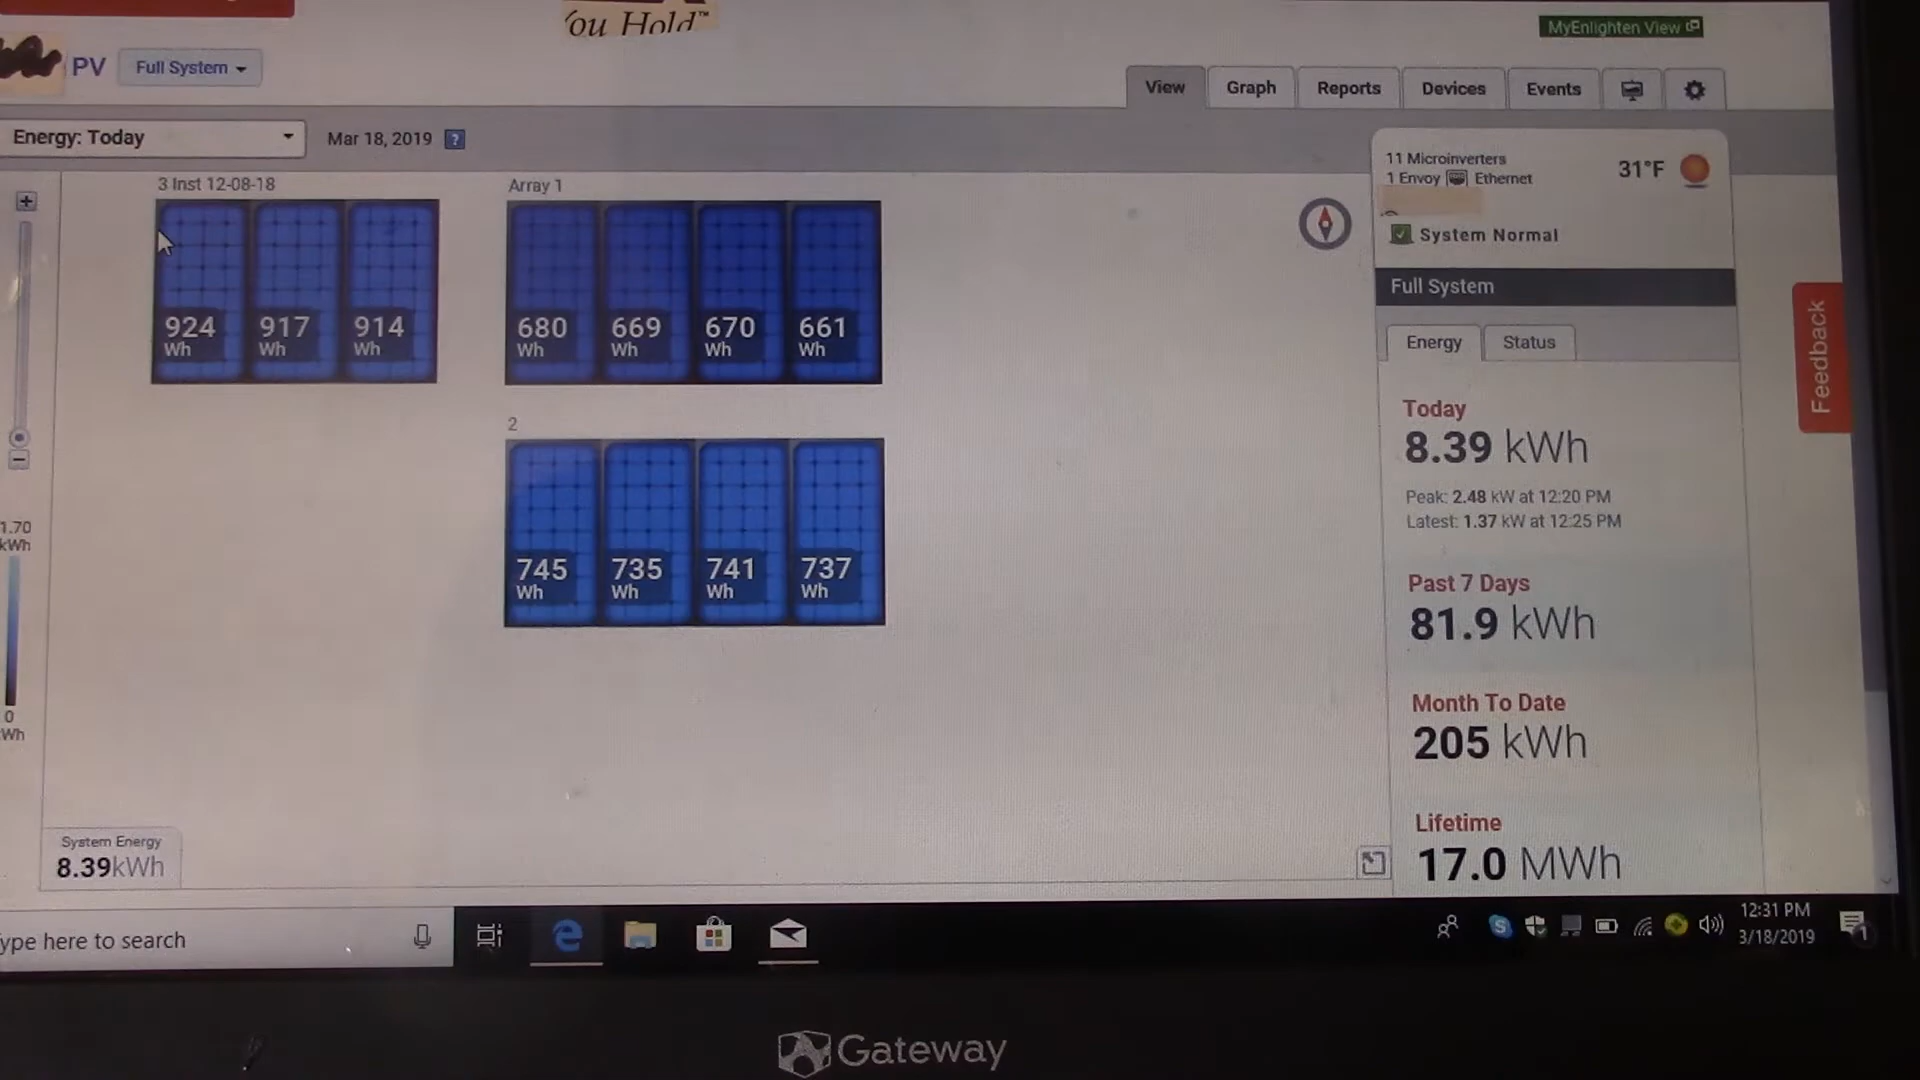 You Hold™
MyEnlighten View
PV
Full System
View
Graph
Reports
Devices
Events
Energy: Today
Mar 18, 2019
?
11 Microinverters
1 Envoy Ethernet
31°F
System Normal
3 Inst 12-08-18
924 Wh
917 Wh
914 Wh
Array 1
680 Wh
669 Wh
670 Wh
661 Wh
2
745 Wh
735 Wh
741 Wh
737 Wh
1.70
kWh
0
Wh
System Energy
8.39kWh
Full System
Energy
Status
Today
8.39 kWh
Peak: 2.48 kW at 12:20 PM
Latest: 1.37 kW at 12:25 PM
Past 7 Days
81.9 kWh
Month To Date
205 kWh
Lifetime
17.0 MWh
Feedback
ype here to search
12:31 PM
3/18/2019
1
Gateway